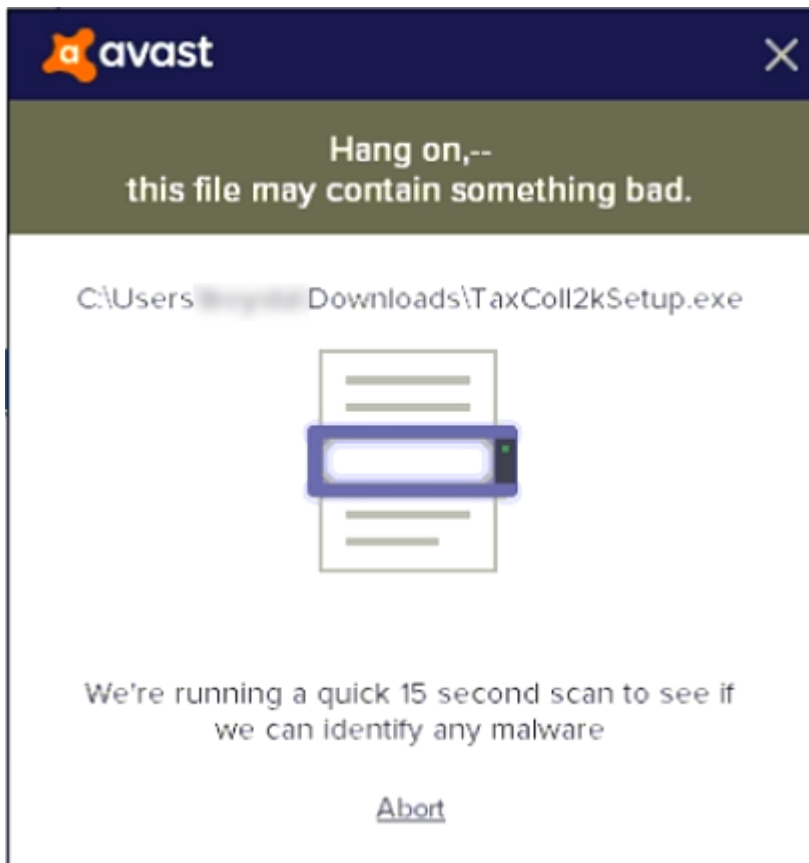 avast
Hang on,--
this file may contain something bad.
C:\Users Downloads\TaxColl2kSetup.exe
We're running a quick 15 second scan to see if
we can identify any malware
Abort